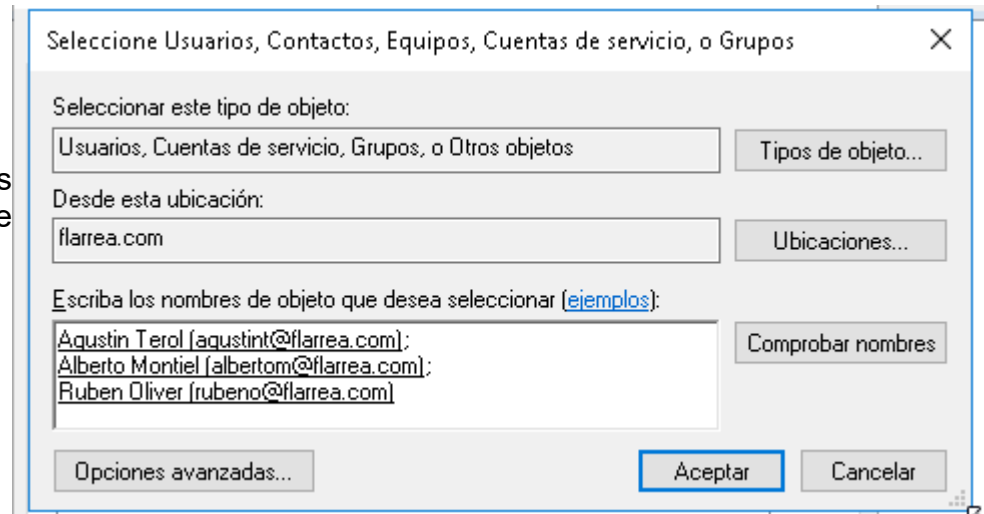 Seleccione Usuarios, Contactos, Equipos, Cuentas de servicio, o Grupos
Seleccionar este tipo de objeto:
Usuarios, Cuentas de servicio, Grupos, o Otros objetos
Tipos de objeto...
s
Desde esta ubicación:
e
flarrea.com
Ubicaciones...
Escriba los nombres de objeto que desea seleccionar (ejemplos):
Agustin Terol (agustint@flarrea.com);
Comprobar nombres
Alberto Montiel (albertom@flarrea.com);
Ruben Oliver (rubeno@flarrea.com)
Opciones avanzadas...
Aceptar
Cancelar